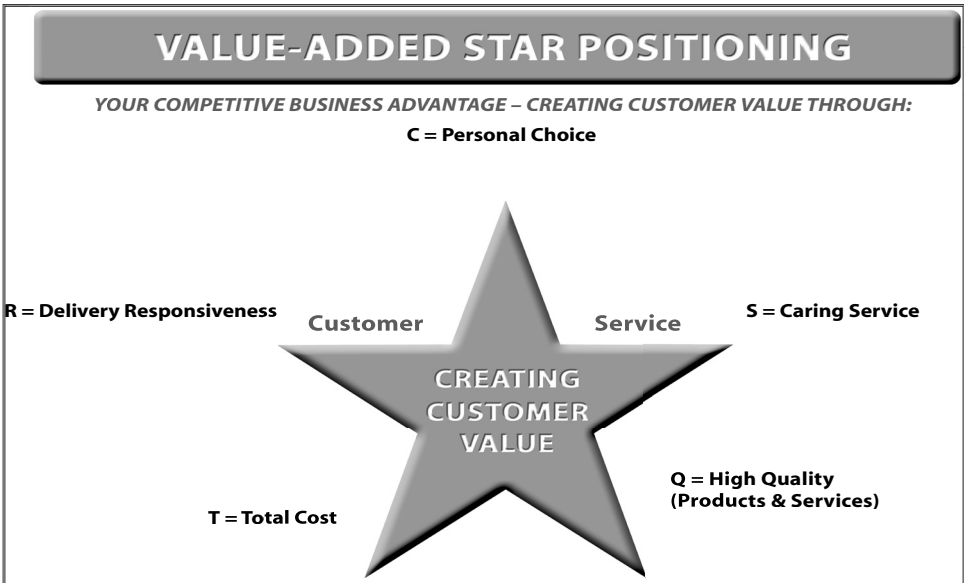 VALUE-ADDED STAR POSITIONING
YOUR COMPETITIVE BUSINESS ADVANTAGE – CREATING CUSTOMER VALUE THROUGH:
C = Personal Choice
R = Delivery Responsiveness
Customer
Service
S = Caring Service
CREATING
CUSTOMER
VALUE
Q = High Quality
(Products & Services)
T = Total Cost